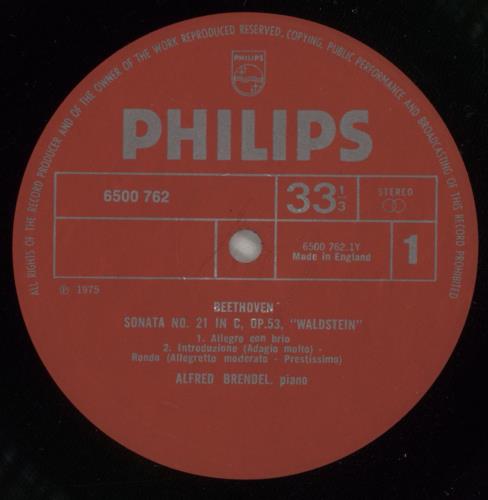 ALL RIGHTS OF THE RECORD PRODUCER AND OF THE OWNER OF THE WORK REPRODUCED RESERVED. COPYING, PUBLIC PERFORMANCE AND BROADCASTING OF THIS RECORD PROHIBITED
PHILIPS
PHILIPS
6500 762
33 1/3
STEREO
6500 762.1Y
Made in England
1
℗ 1975
BEETHOVEN
SONATA NO. 21 IN C, OP.53, "WALDSTEIN"
1. Allegro con brio
2. Introduzione (Adagio molto) -
Rondo (Allegretto moderato - Prestissimo)
ALFRED BRENDEL, piano